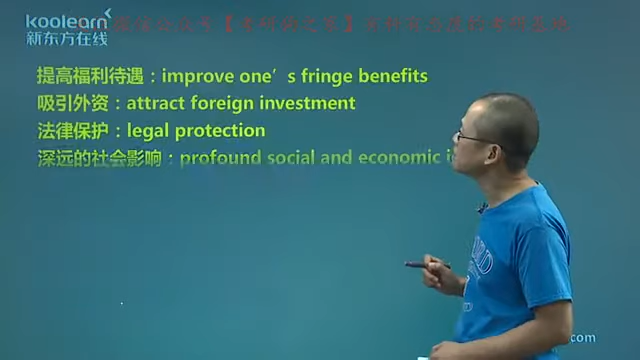 koolearn
新东方在线
提高福利待遇：improve one's fringe benefits
吸引外资：attract foreign investment
法律保护：legal protection
深远的社会影响：profound social and economic
.com